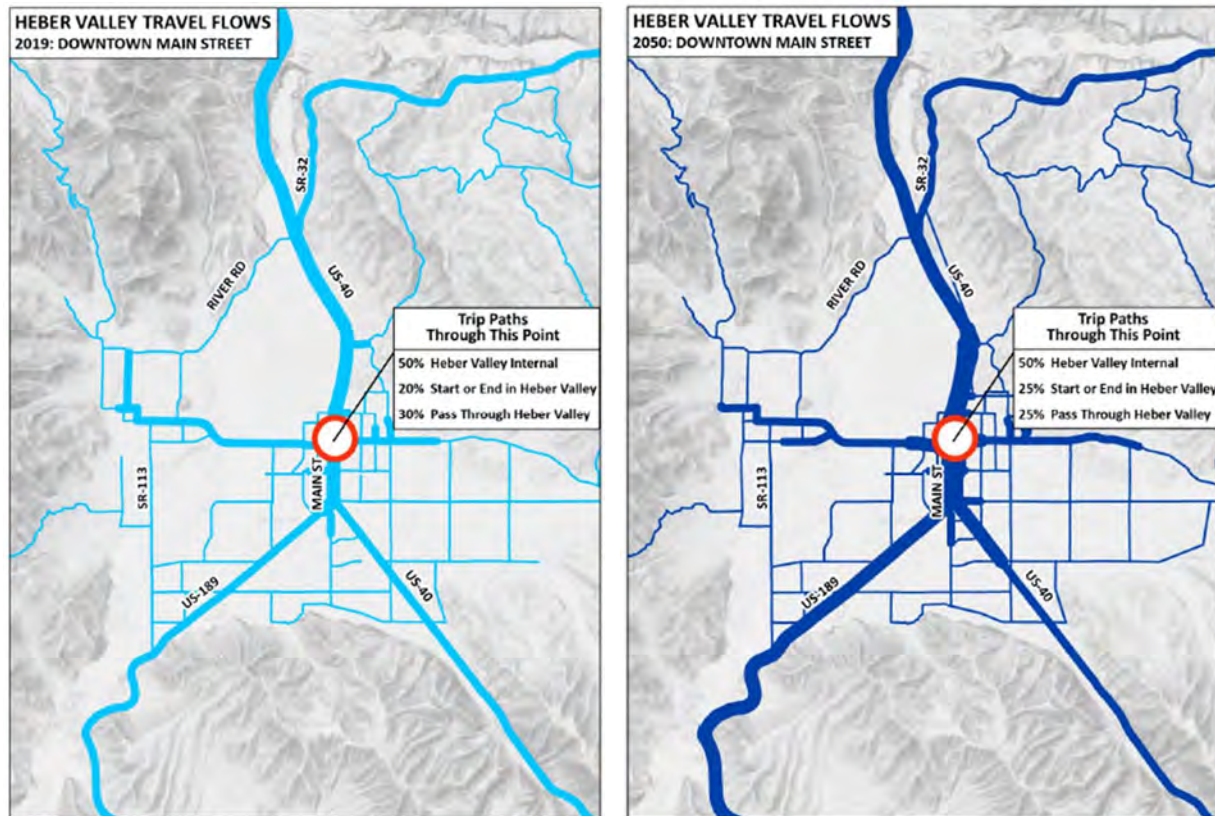 HEBER VALLEY TRAVEL FLOWS
2019: DOWNTOWN MAIN STREET
SR-32
US-40
RIVER RD
Trip Paths
Through This Point
50% Heber Valley Internal
20% Start or End in Heber Valley
30% Pass Through Heber Valley
MAIN ST
SR-113
US-189
US-40
HEBER VALLEY TRAVEL FLOWS
2050: DOWNTOWN MAIN STREET
SR-32
US-40
RIVER RD
Trip Paths
Through This Point
50% Heber Valley Internal
25% Start or End in Heber Valley
25% Pass Through Heber Valley
MAIN ST
SR-113
US-189
US-40